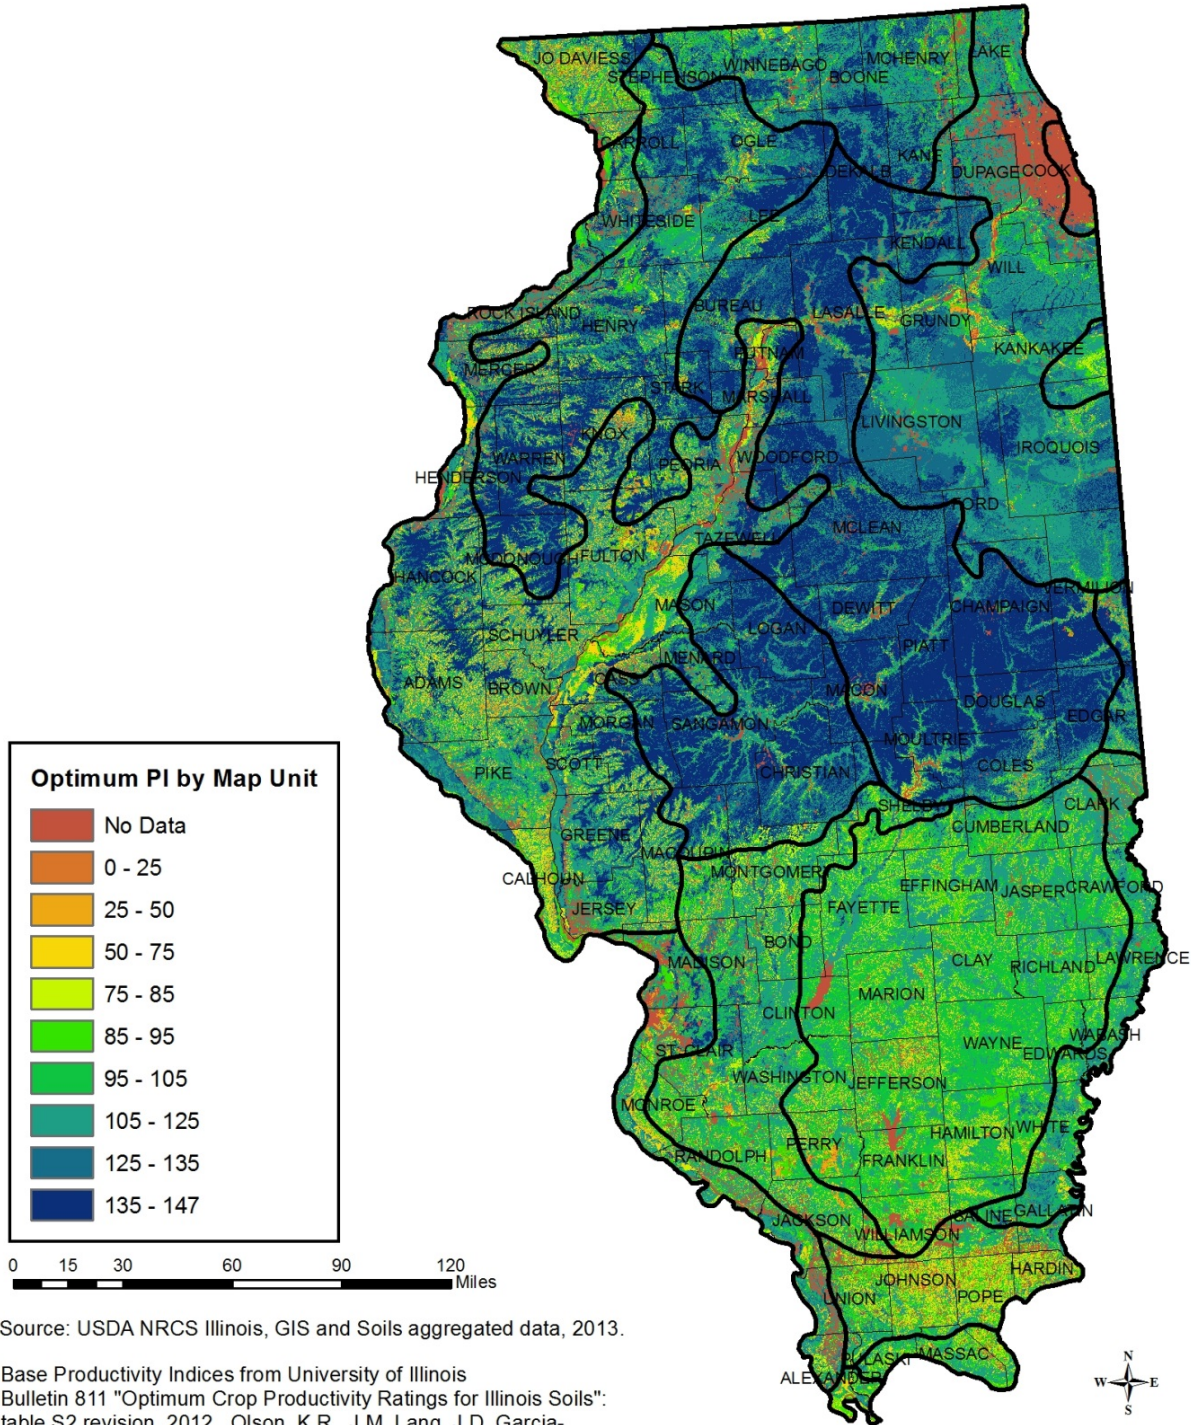 JO DAVIESS
STEPHENSON
WINNEBAGO
BOONE
MCHENRY
LAKE
CARROLL
OGLE
DEKALB
KANE
DUPAGE
COOK
WHITESIDE
LEE
KENDALL
WILL
ROCK ISLAND
HENRY
BUREAU
LASALLE
GRUNDY
KANKAKEE
MERCER
PUTNAM
STARK
MARSHALL
KNOX
LIVINGSTON
IROQUOIS
WARREN
HENDERSON
PEORIA
WOODFORD
FORD
MCLEAN
TAZEWELL
MCDONOUGH
FULTON
HANCOCK
MASON
DEWITT
CHAMPAIGN
VERMILION
SCHUYLER
LOGAN
MENARD
PIATT
ADAMS
BROWN
CASS
MACON
MORGAN
SANGAMON
DOUGLAS
EDGAR
MOULTRIE
PIKE
SCOTT
CHRISTIAN
COLES
SHELBY
CLARK
CUMBERLAND
GREENE
MACOUPIN
MONTGOMERY
CALHOUN
JERSEY
FAYETTE
EFFINGHAM
JASPER
CRAWFORD
BOND
MADISON
CLAY
RICHLAND
LAWRENCE
MARION
CLINTON
ST. CLAIR
WAYNE
EDWARDS
WABASH
WASHINGTON
JEFFERSON
MONROE
RANDOLPH
PERRY
FRANKLIN
HAMILTON
WHITE
JACKSON
WILLIAMSON
SALINE
GALLATIN
UNION
JOHNSON
POPE
HARDIN
ALEXANDER
PULASKI
MASSAC
Optimum PI by Map Unit
No Data
0 - 25
25 - 50
50 - 75
75 - 85
85 - 95
95 - 105
105 - 125
125 - 135
135 - 147
0 15 30 60 90 120
Miles
Source: USDA NRCS Illinois, GIS and Soils aggregated data, 2013.
Base Productivity Indices from University of Illinois
Bulletin 811 "Optimum Crop Productivity Ratings for Illinois Soils":
table S2 revision, 2012. Olson, K.R., J.M. Lang, J.D. Garcia-
N
W E
S